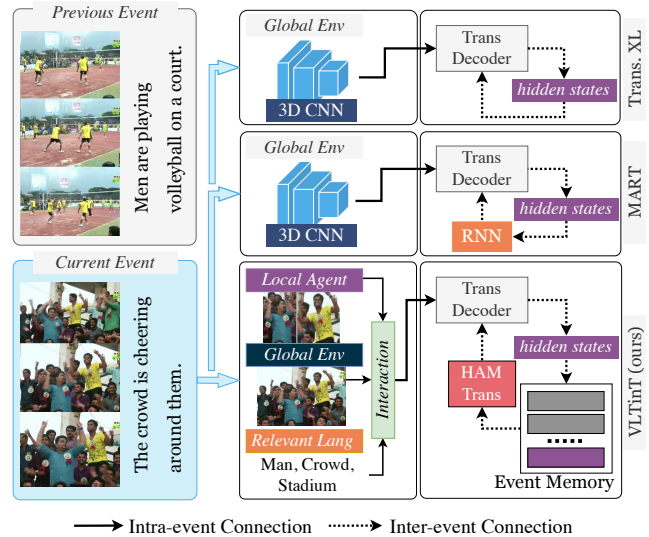 Previous Event
Men are playing
volleyball on a court.
Current Event
The crowd is cheering
around them.
Global Env
3D CNN
Trans
Decoder
hidden states
Trans. XL
Global Env
3D CNN
Trans
Decoder
hidden states
RNN
MART
Local Agent
Global Env
Relevant Lang
Man, Crowd,
Stadium
Interaction
Trans
Decoder
hidden states
HAM
Trans
Event Memory
VLTinT (ours)
Intra-event Connection
Inter-event Connection